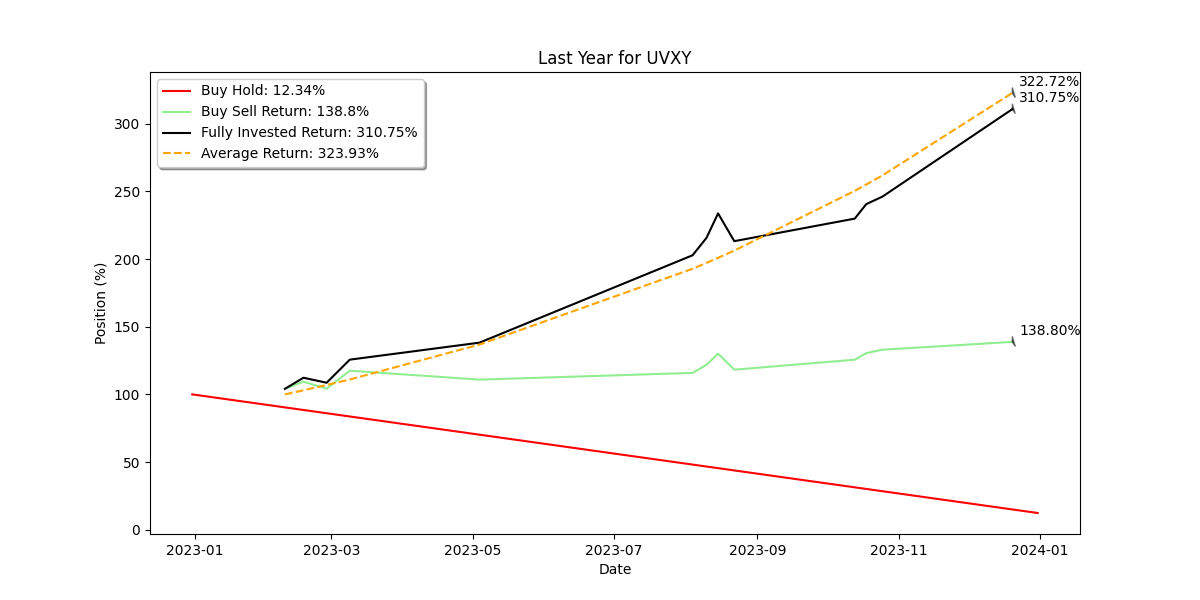 Last Year for UVXY
Buy Hold: 12.34%
Buy Sell Return: 138.8%
Fully Invested Return: 310.75%
Average Return: 323.93%
322.72%
310.75%
138.80%
Position (%)
300
250
200
150
100
50
0
2023-01 2023-03 2023-05 2023-07 2023-09 2023-11 2024-01
Date